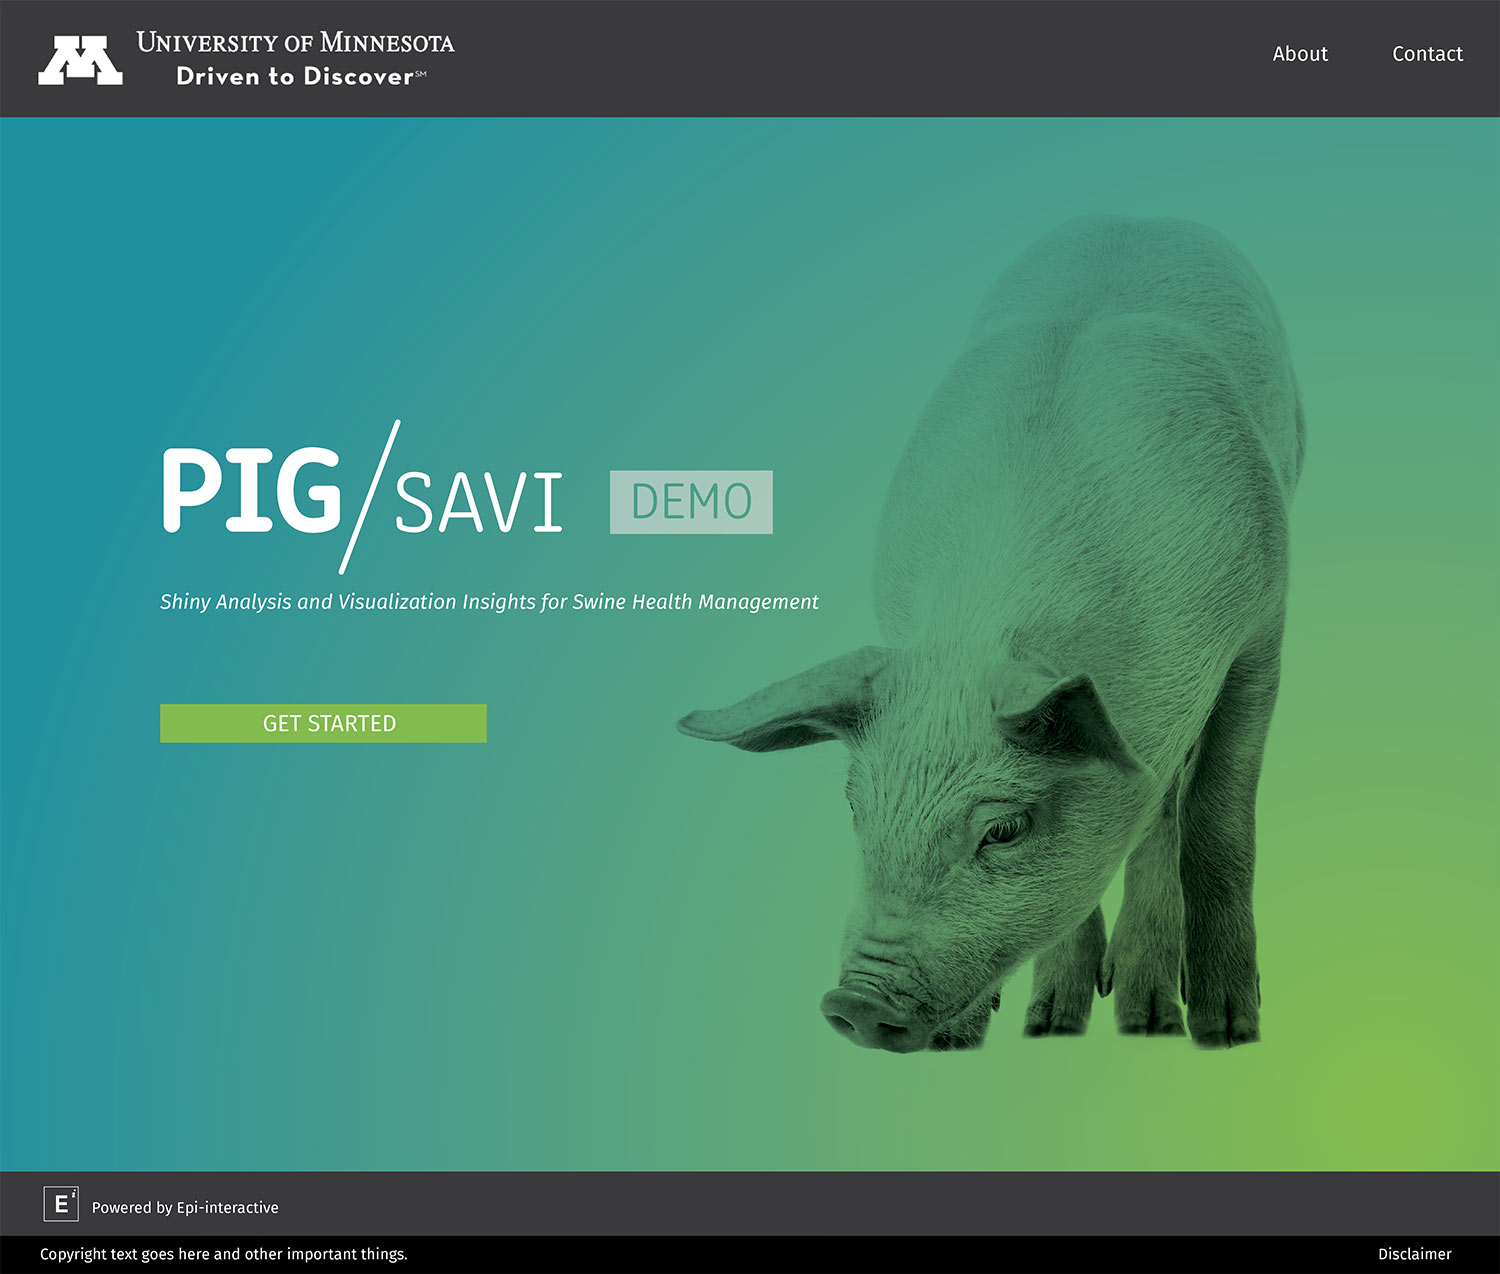 M University of Minnesota
Driven to Discover℠
About
Contact
PIG/SAVI
DEMO
Shiny Analysis and Visualization Insights for Swine Health Management
GET STARTED
Ei
Powered by Epi-interactive
Copyright text goes here and other important things.
Disclaimer